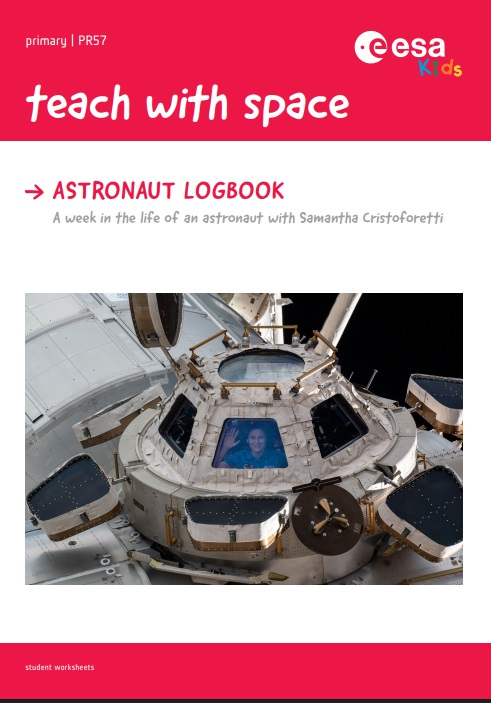 primary | PR57
esa
Kids
teach with space
→ ASTRONAUT LOGBOOK
A week in the life of an astronaut with Samantha Cristoforetti
student worksheets